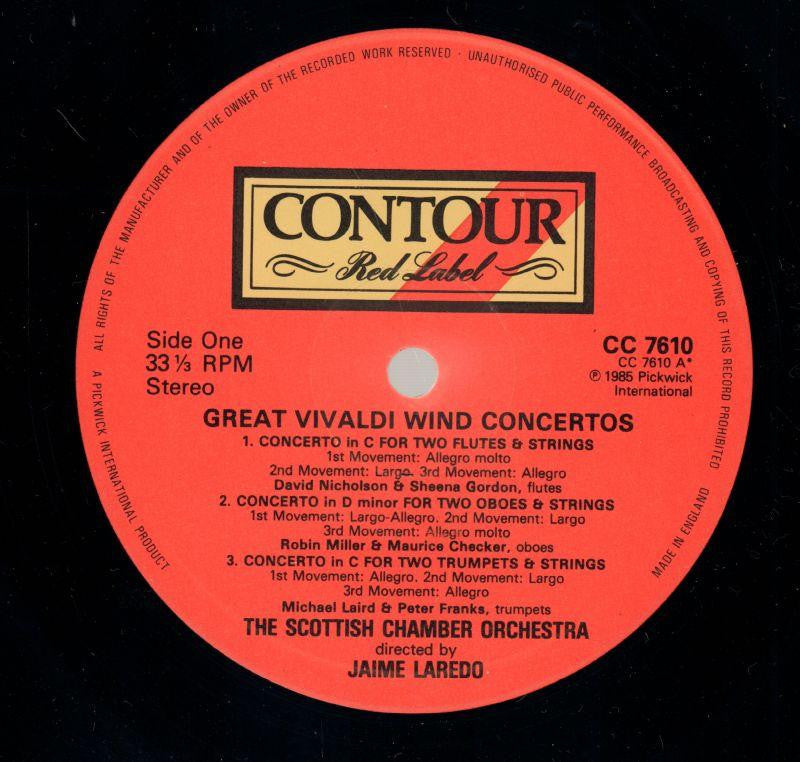 ALL RIGHTS OF THE MANUFACTURER AND OF THE OWNER OF THE RECORDED WORK RESERVED · UNAUTHORISED PUBLIC PERFORMANCE BROADCASTING AND COPYING OF THIS RECORD PROHIBITED
CONTOUR
Red Label
Side One
33 ⅓ RPM
Stereo
CC 7610
CC 7610 A*
℗ 1985 Pickwick
International
GREAT VIVALDI WIND CONCERTOS
1. CONCERTO in C FOR TWO FLUTES & STRINGS
1st Movement: Allegro molto
2nd Movement: Largo. 3rd Movement: Allegro
David Nicholson & Sheena Gordon, flutes
2. CONCERTO in D minor FOR TWO OBOES & STRINGS
1st Movement: Largo-Allegro. 2nd Movement: Largo
3rd Movement: Allegro molto
Robin Miller & Maurice Checker, oboes
3. CONCERTO in C FOR TWO TRUMPETS & STRINGS
1st Movement: Allegro. 2nd Movement: Largo
3rd Movement: Allegro
Michael Laird & Peter Franks, trumpets
THE SCOTTISH CHAMBER ORCHESTRA
directed by
JAIME LAREDO
A PICKWICK INTERNATIONAL PRODUCT
MADE IN ENGLAND